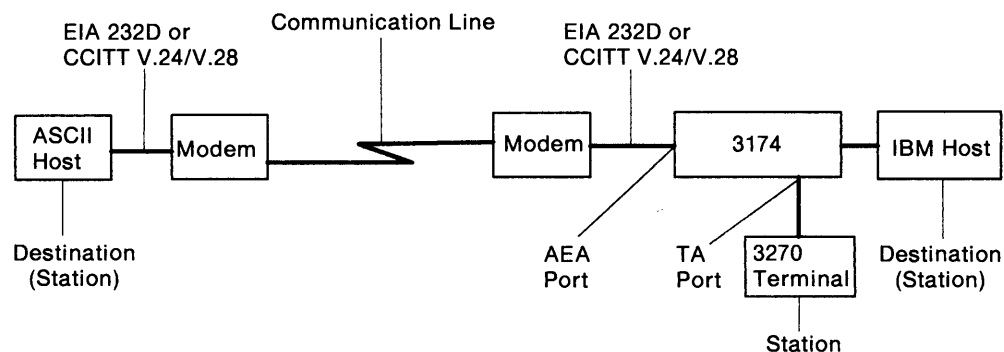 Communication Line
EIA 232D or
CCITT V.24/V.28
EIA 232D or
CCITT V.24/V.28
ASCII
Host
Modem
Modem
3174
IBM Host
Destination
(Station)
AEA
Port
TA
Port
3270
Terminal
Destination
(Station)
Station